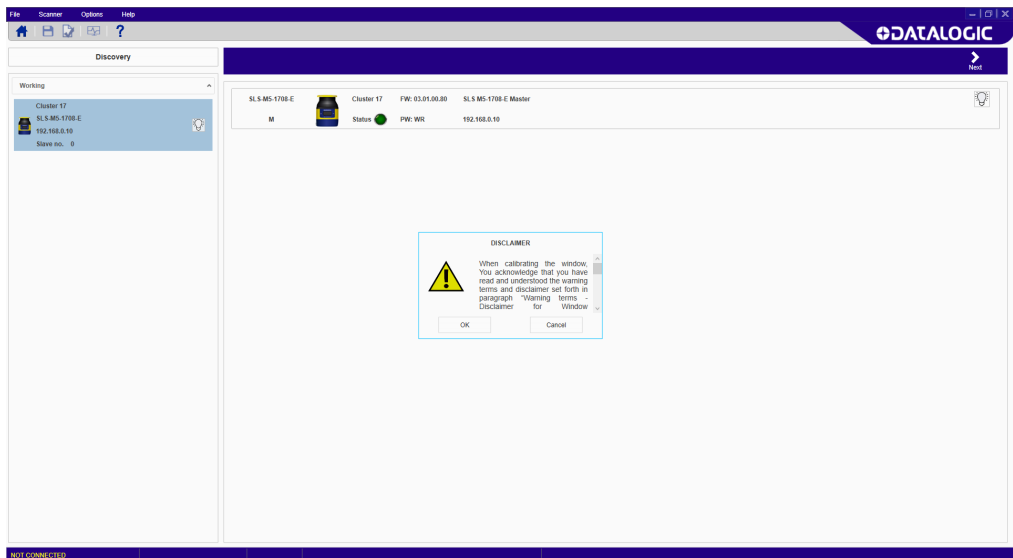 File Scanner Options Help
DATALOGIC
Discovery
Next
Working
Cluster 17
SLS-M5-1708-E
192.168.0.10
Slave no. 0
SLS-M5-1708-E Cluster 17 FW: 03.01.00.80 SLS M5-1708-E Master
M Status PW: WR 192.168.0.10
DISCLAIMER
When calibrating the window,
You acknowledge that you have
read and understood the warning
terms and disclaimer set forth in
paragraph "Warning terms -
Disclaimer for Window
OK Cancel
NOT CONNECTED